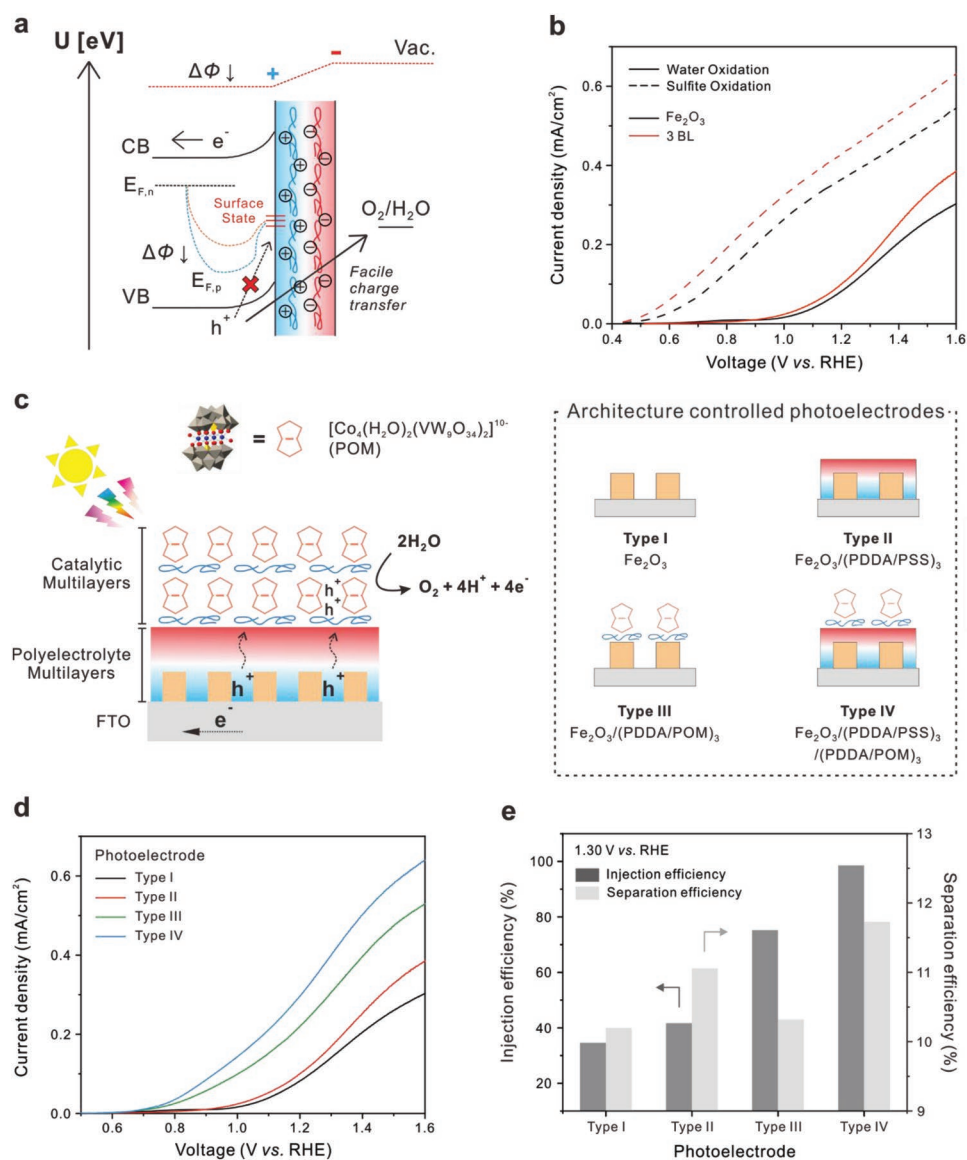 a
U [eV]
Vac.
ΔΦ ↓
+
-
CB
e⁻
E_F,n
Surface
State
O₂/H₂O
ΔΦ ↓
E_F,p
VB
h⁺
Facile
charge
transfer
b
Water Oxidation
Sulfite Oxidation
Fe₂O₃
3 BL
Current density (mA/cm²)
0.6
0.4
0.2
0.0
0.4 0.6 0.8 1.0 1.2 1.4 1.6
Voltage (V vs. RHE)
c
= [Co₄(H₂O)₂(VW₉O₃₄)₂]¹⁰⁻
(POM)
Catalytic
Multilayers
2H₂O
O₂ + 4H⁺ + 4e⁻
h⁺
h⁺
Polyelectrolyte
Multilayers
h⁺ h⁺
FTO
e⁻
Architecture controlled photoelectrodes
Type I
Fe₂O₃
Type II
Fe₂O₃/(PDDA/PSS)₃
Type III
Fe₂O₃/(PDDA/POM)₃
Type IV
Fe₂O₃/(PDDA/PSS)₃
/(PDDA/POM)₃
d
Photoelectrode
Type I
Type II
Type III
Type IV
Current density (mA/cm²)
0.6
0.4
0.2
0.0
0.6 0.8 1.0 1.2 1.4 1.6
Voltage (V vs. RHE)
e
1.30 V vs. RHE
Injection efficiency
Separation efficiency
Injection efficiency (%)
100
80
60
40
20
Separation efficiency (%)
13
12
11
10
9
Type I Type II Type III Type IV
Photoelectrode